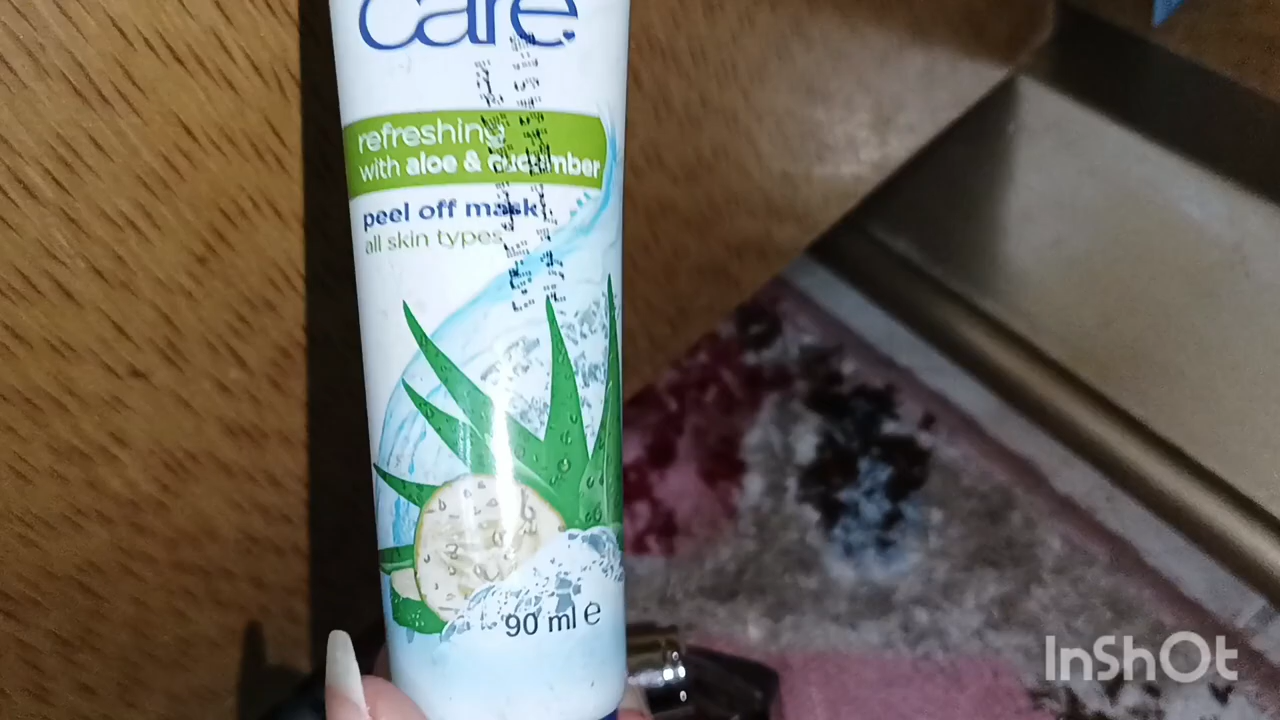 care
refreshing
with aloe & cucumber
peel off mask
all skin types
90 ml e
InShOt